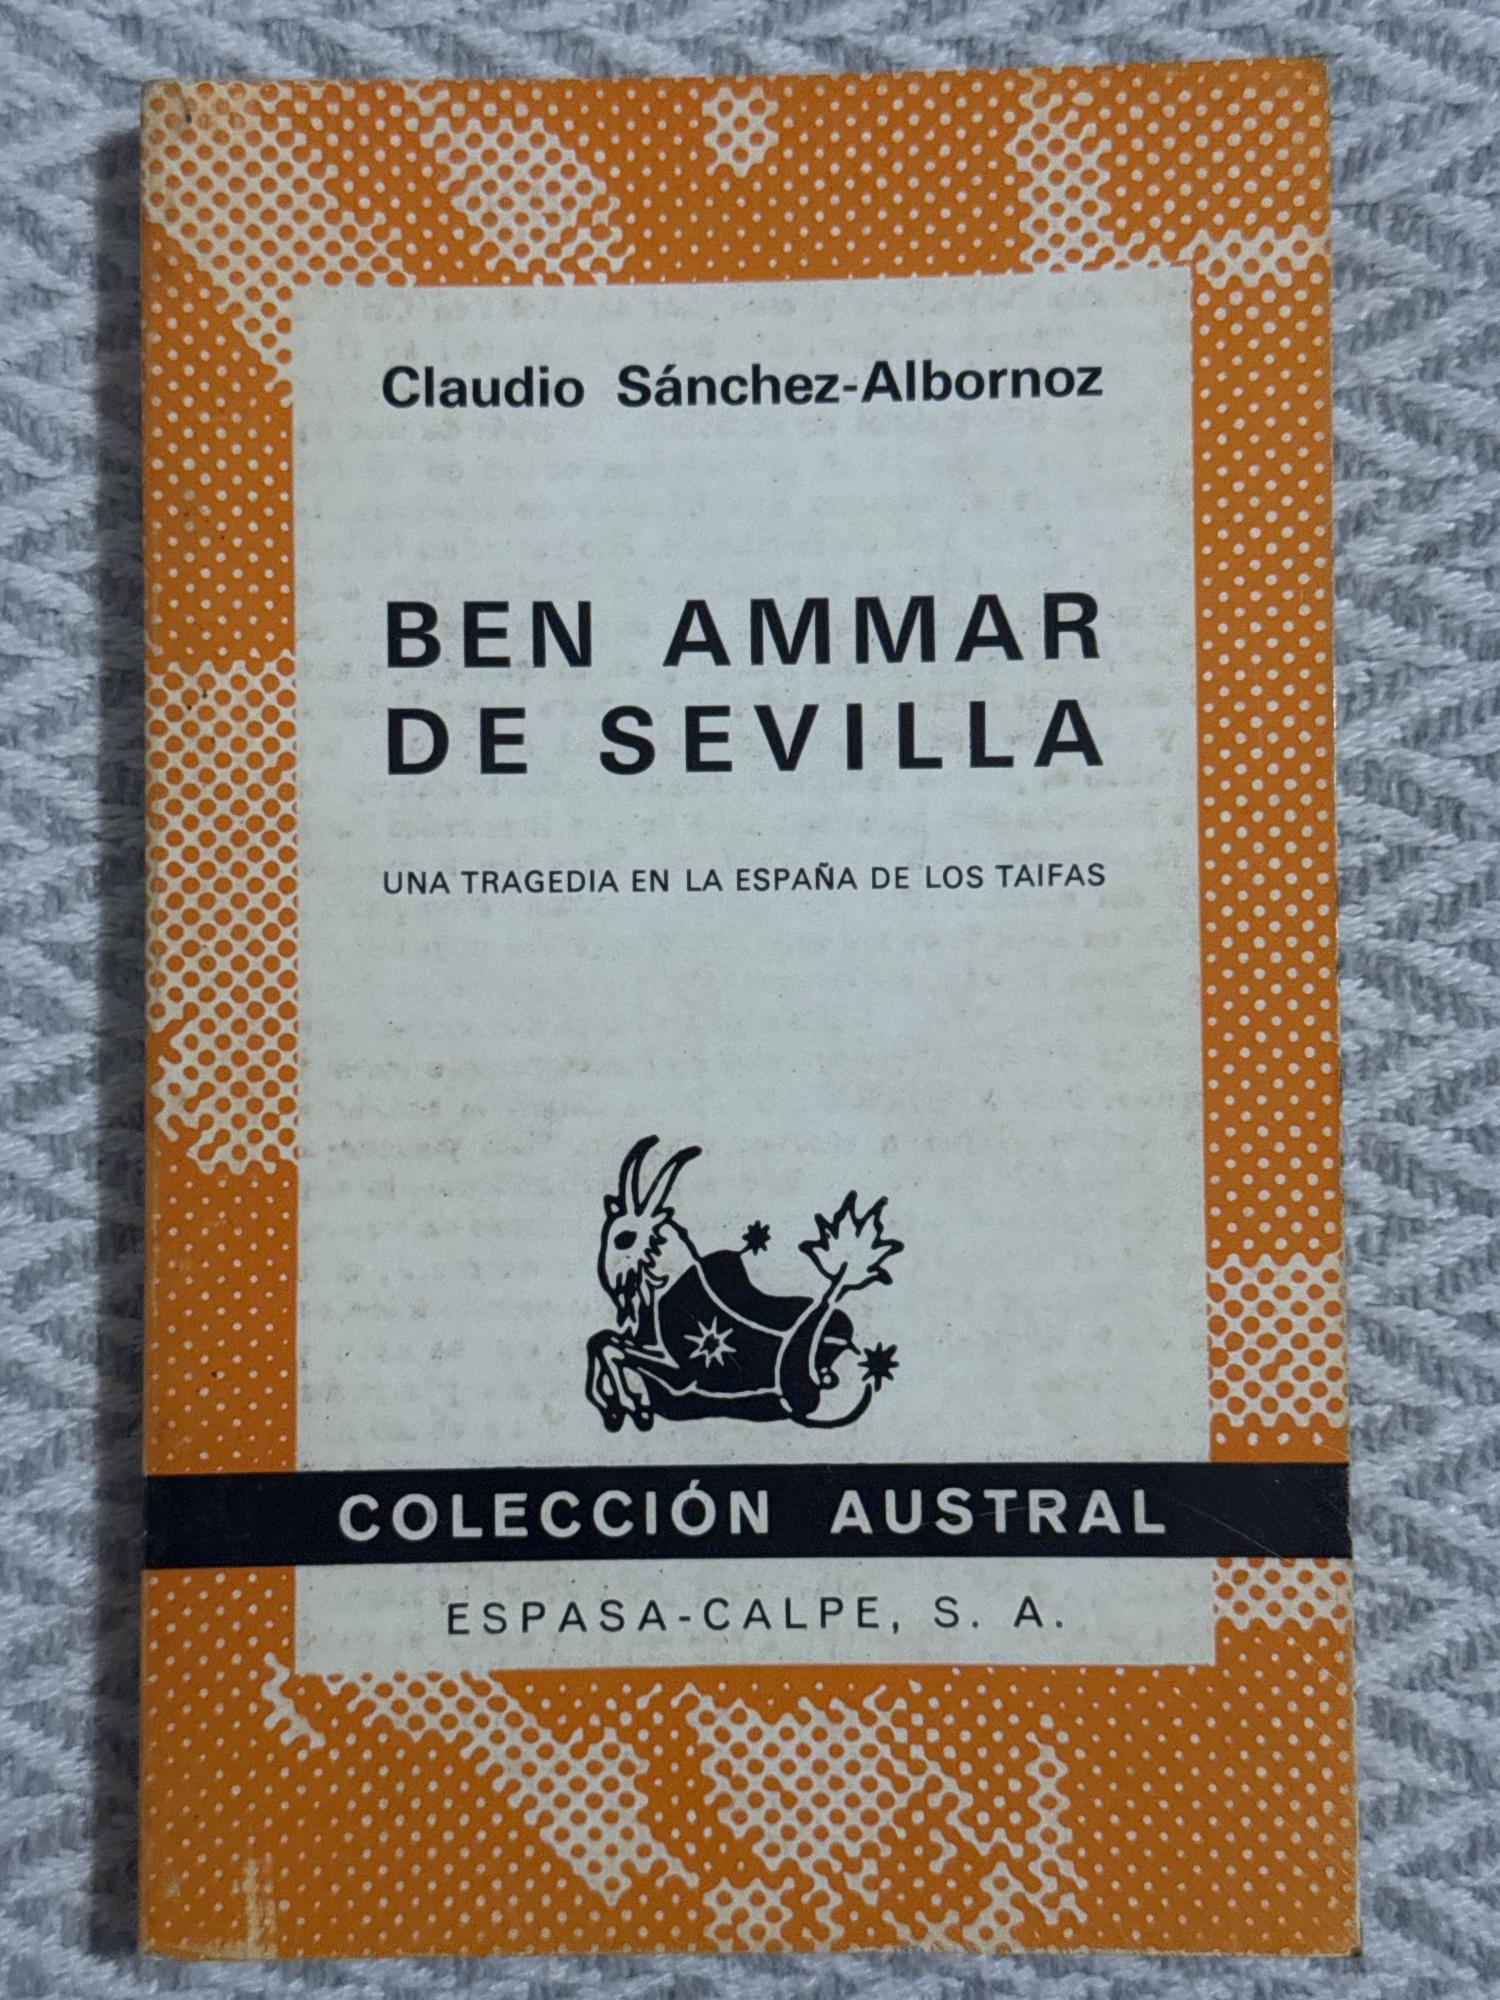 Claudio Sánchez-Albornoz
BEN AMMAR
DE SEVILLA
UNA TRAGEDIA EN LA ESPAÑA DE LOS TAIFAS
COLECCIÓN AUSTRAL
ESPASA-CALPE, S. A.